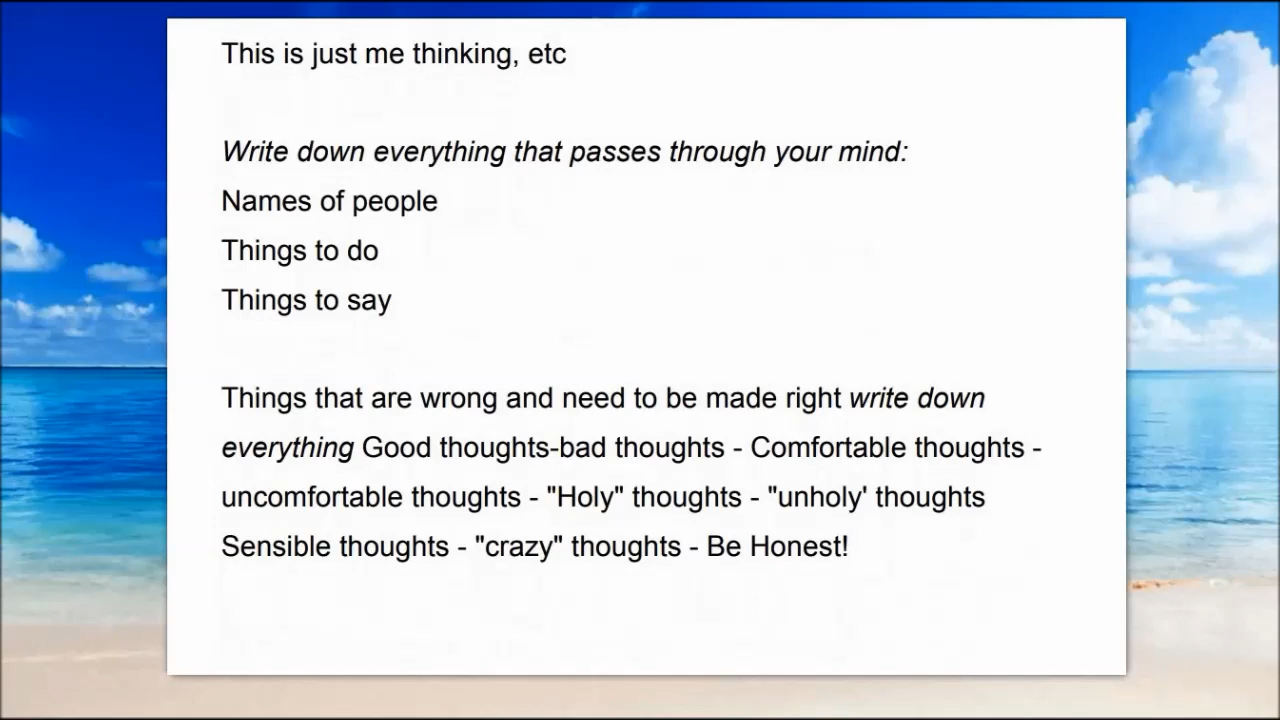 This is just me thinking, etc
Write down everything that passes through your mind:
Names of people
Things to do
Things to say
Things that are wrong and need to be made right write down
everything Good thoughts-bad thoughts - Comfortable thoughts -
uncomfortable thoughts - "Holy" thoughts - "unholy' thoughts
Sensible thoughts - "crazy" thoughts - Be Honest!